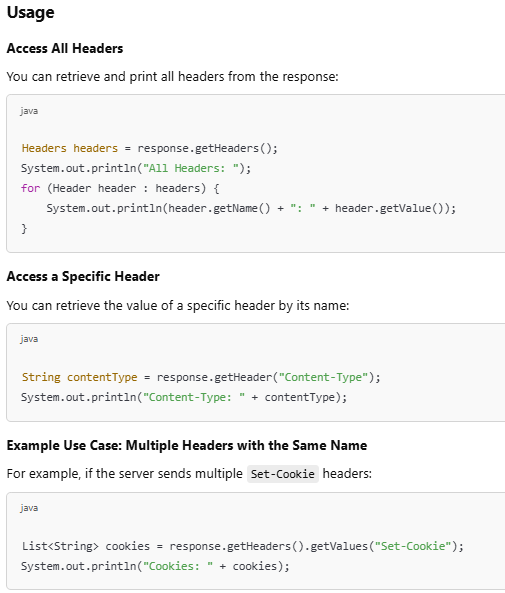 Usage
Access All Headers
You can retrieve and print all headers from the response:
java
Headers headers = response.getHeaders();
System.out.println("All Headers: ");
for (Header header : headers) {
    System.out.println(header.getName() + ": " + header.getValue());
}
Access a Specific Header
You can retrieve the value of a specific header by its name:
java
String contentType = response.getHeader("Content-Type");
System.out.println("Content-Type: " + contentType);
Example Use Case: Multiple Headers with the Same Name
For example, if the server sends multiple Set-Cookie headers:
java
List<String> cookies = response.getHeaders().getValues("Set-Cookie");
System.out.println("Cookies: " + cookies);